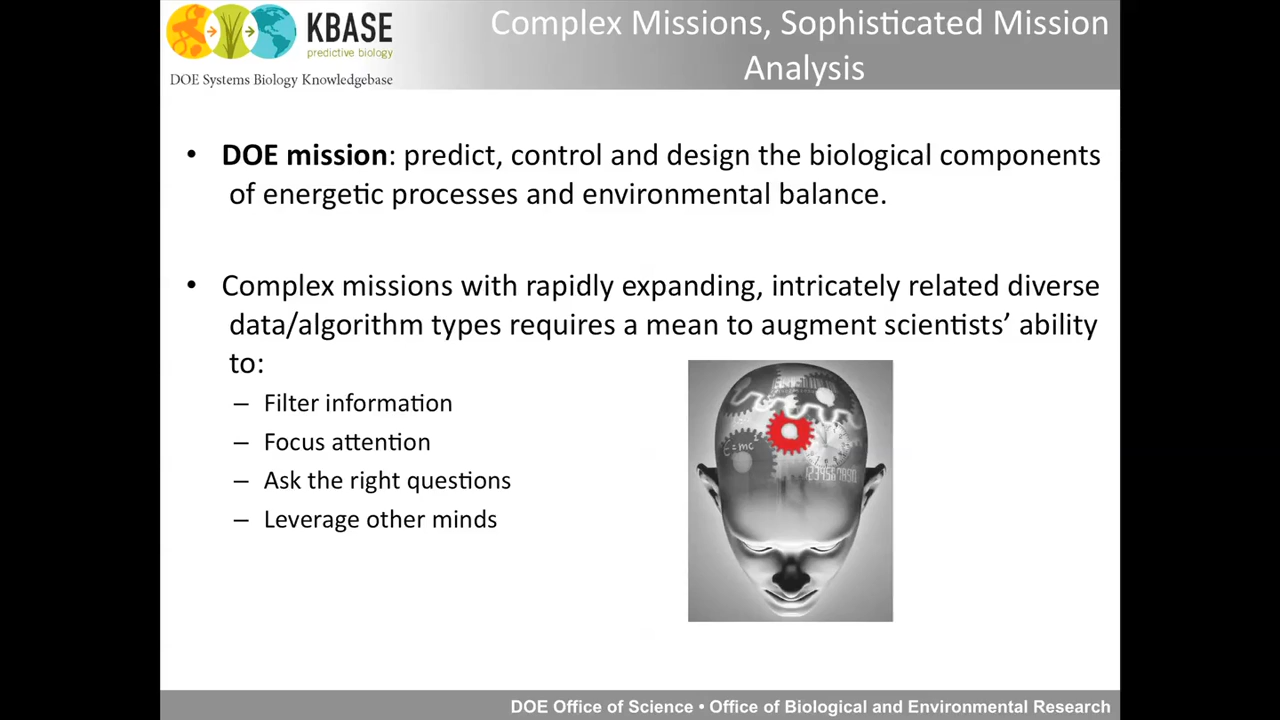 KBASE
predictive biology
DOE Systems Biology Knowledgebase
Complex Missions, Sophisticated Mission
Analysis
• DOE mission: predict, control and design the biological components
of energetic processes and environmental balance.
• Complex missions with rapidly expanding, intricately related diverse
data/algorithm types requires a mean to augment scientists’ ability
to:
– Filter information
– Focus attention
– Ask the right questions
– Leverage other minds
E=mc²
DOE Office of Science • Office of Biological and Environmental Research